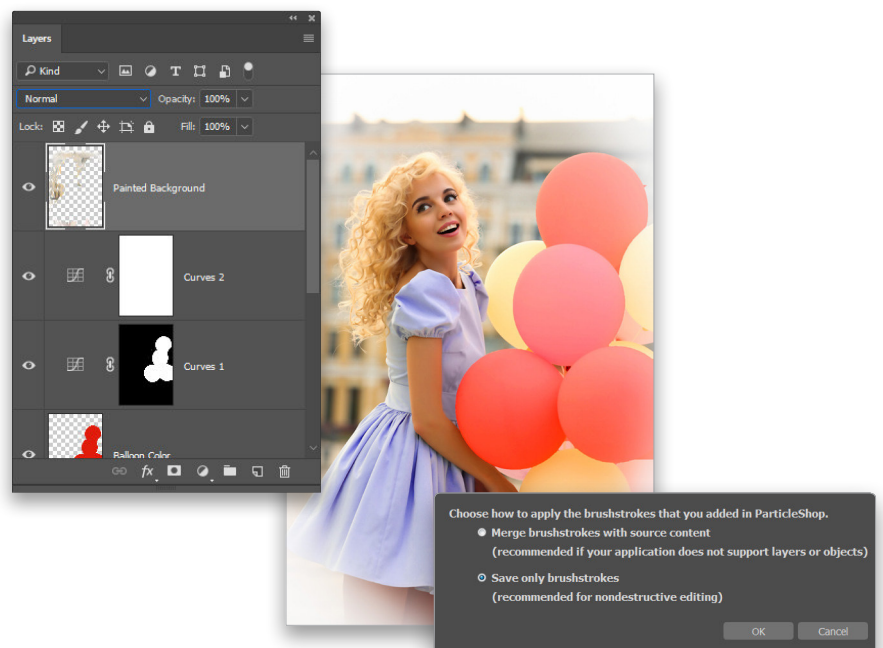 Layers
Kind
Normal
Opacity: 100%
Lock:
Fill: 100%
Painted Background
Curves 2
Curves 1
Balloon Color
fx
Choose how to apply the brushstrokes that you added in ParticleShop.
Merge brushstrokes with source content
(recommended if your application does not support layers or objects)
Save only brushstrokes
(recommended for nondestructive editing)
OK
Cancel